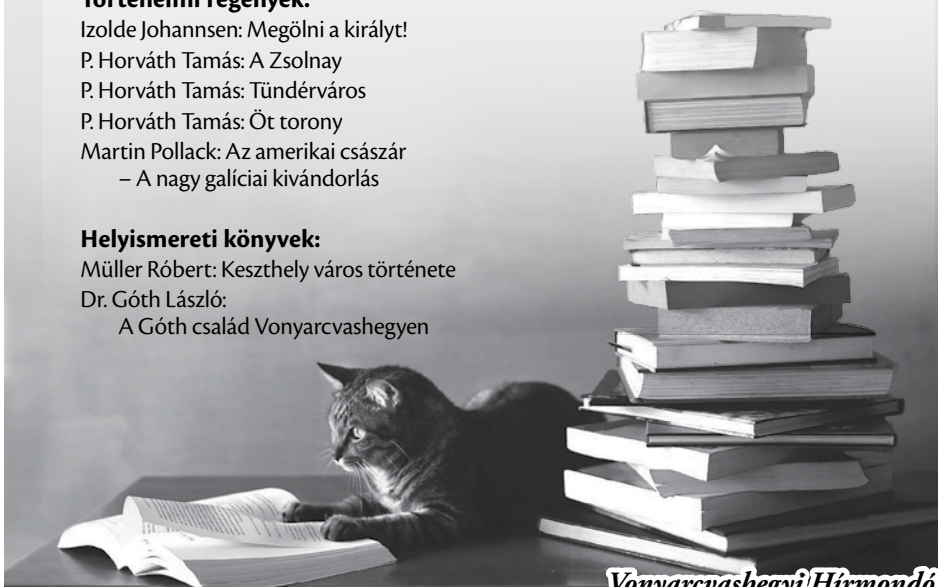 Történelmi regények:
Izolde Johannsen: Megölni a királyt!
P. Horváth Tamás: A Zsolnay
P. Horváth Tamás: Tündérváros
P. Horváth Tamás: Öt torony
Martin Pollack: Az amerikai császár
– A nagy galíciai kivándorlás
Helyismereti könyvek:
Müller Róbert: Keszthely város története
Dr. Góth László:
A Góth család Vonyarcvashegyen
Vonyarcvashegyi Hírmondó